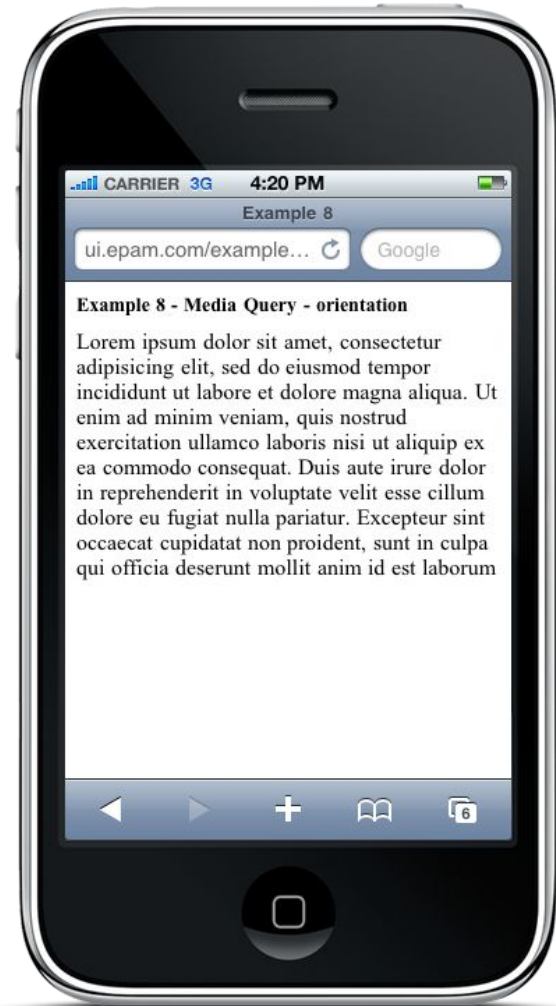 CARRIER 3G 4:20 PM
Example 8
ui.epam.com/example... Google
Example 8 - Media Query - orientation
Lorem ipsum dolor sit amet, consectetur
adipisicing elit, sed do eiusmod tempor
incididunt ut labore et dolore magna aliqua. Ut
enim ad minim veniam, quis nostrud
exercitation ullamco laboris nisi ut aliquip ex
ea commodo consequat. Duis aute irure dolor
in reprehenderit in voluptate velit esse cillum
dolore eu fugiat nulla pariatur. Excepteur sint
occaecat cupidatat non proident, sunt in culpa
qui officia deserunt mollit anim id est laborum
6